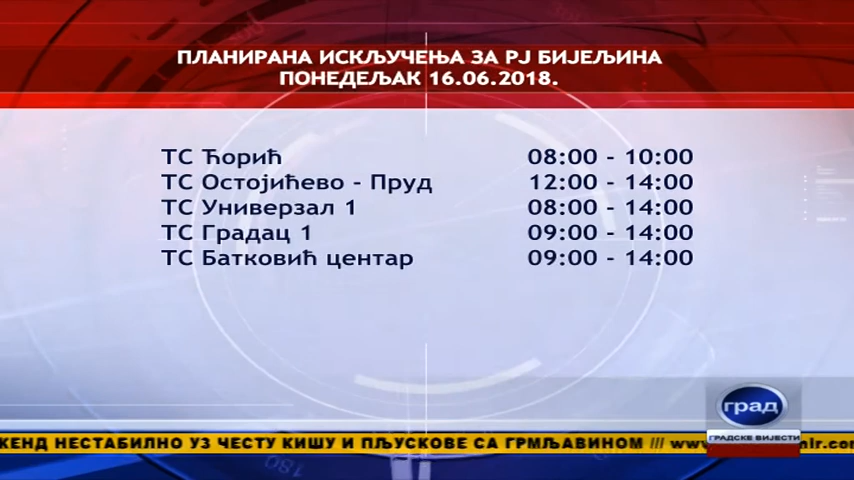 ПЛАНИРАНА ИСКЉУЧЕЊА ЗА РЈ БИЈЕЉИНА
ПОНЕДЕЉАК 16.06.2018.
ТС Ћорић 08:00 - 10:00
ТС Остојићево - Пруд 12:00 - 14:00
ТС Универзал 1 08:00 - 14:00
ТС Градац 1 09:00 - 14:00
ТС Батковић центар 09:00 - 14:00
град
ГРАДСКЕ ВИЈЕСТИ
НЕСТАБИЛНО УЗ ЧЕСТУ КИШУ И ПЉУСКОВЕ СА ГРМЉАВИНОМ ///
180